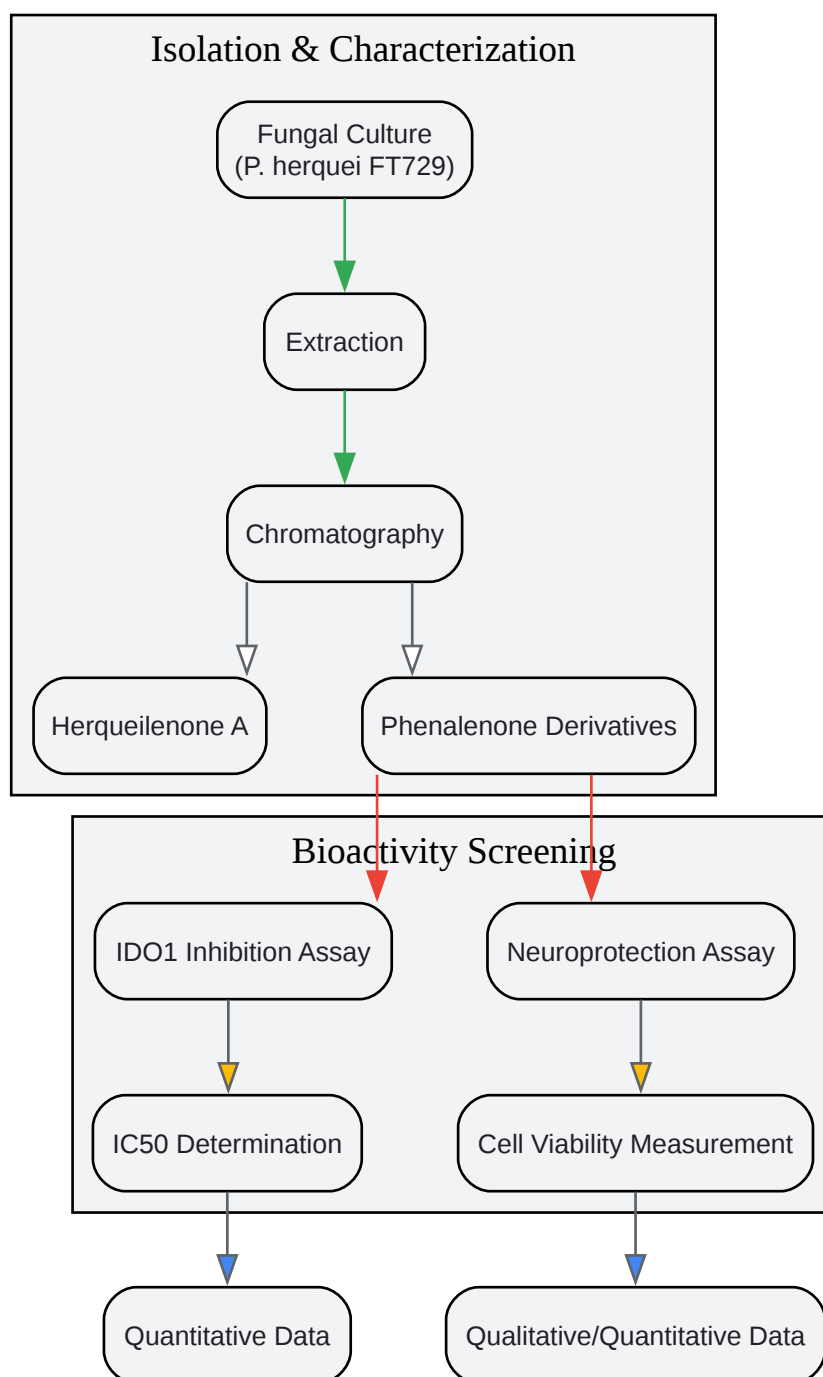 Isolation & Characterization
Fungal Culture
(P. herquei FT729)
Extraction
Chromatography
Herqueilenone A
Phenalenone Derivatives
Bioactivity Screening
IDO1 Inhibition Assay
Neuroprotection Assay
IC50 Determination
Cell Viability Measurement
Quantitative Data
Qualitative/Quantitative Data